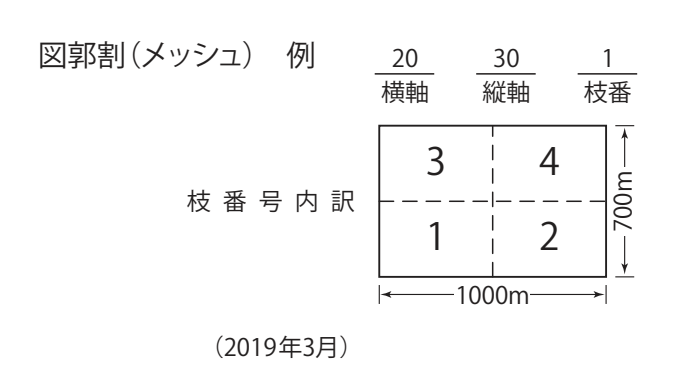 図郭割（メッシュ）　例
20　30　1
横軸　縦軸　枝番
3　4
枝番号内訳
1　2
700m
1000m
（2019年3月）